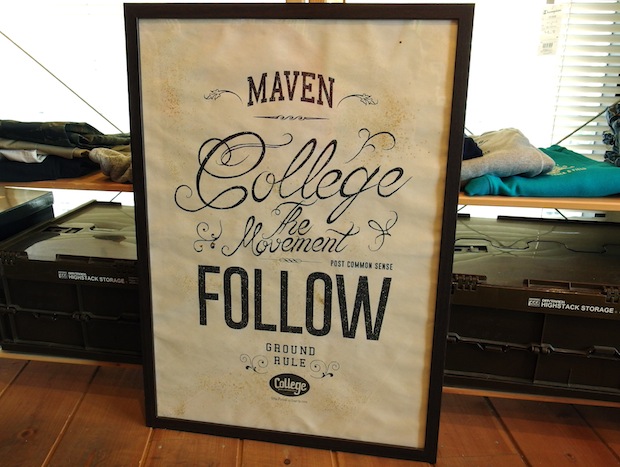 MAVEN
College
The
Movement
POST COMMON SENSE
FOLLOW
GROUND
RULE
College
HIGHSTACK STORAGE
HIGHSTACK STORAGE